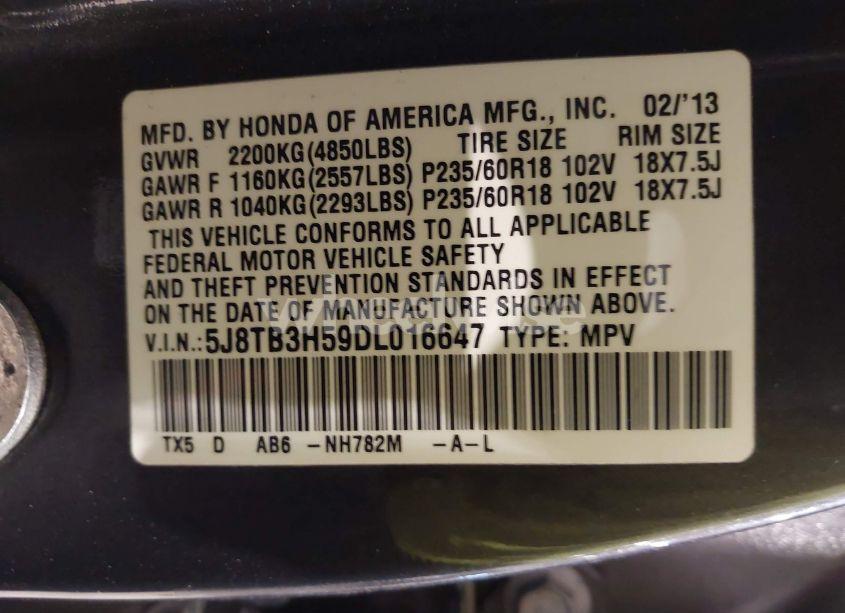 MFD. BY HONDA OF AMERICA MFG., INC. 02/'13
GVWR 2200KG(4850LBS) TIRE SIZE RIM SIZE
GAWR F 1160KG(2557LBS) P235/60R18 102V 18X7.5J
GAWR R 1040KG(2293LBS) P235/60R18 102V 18X7.5J
THIS VEHICLE CONFORMS TO ALL APPLICABLE
FEDERAL MOTOR VEHICLE SAFETY
AND THEFT PREVENTION STANDARDS IN EFFECT
ON THE DATE OF MANUFACTURE SHOWN ABOVE.
V.I.N.:5J8TB3H59DL016647 TYPE: MPV
TX5 D AB6 -NH782M -A-L